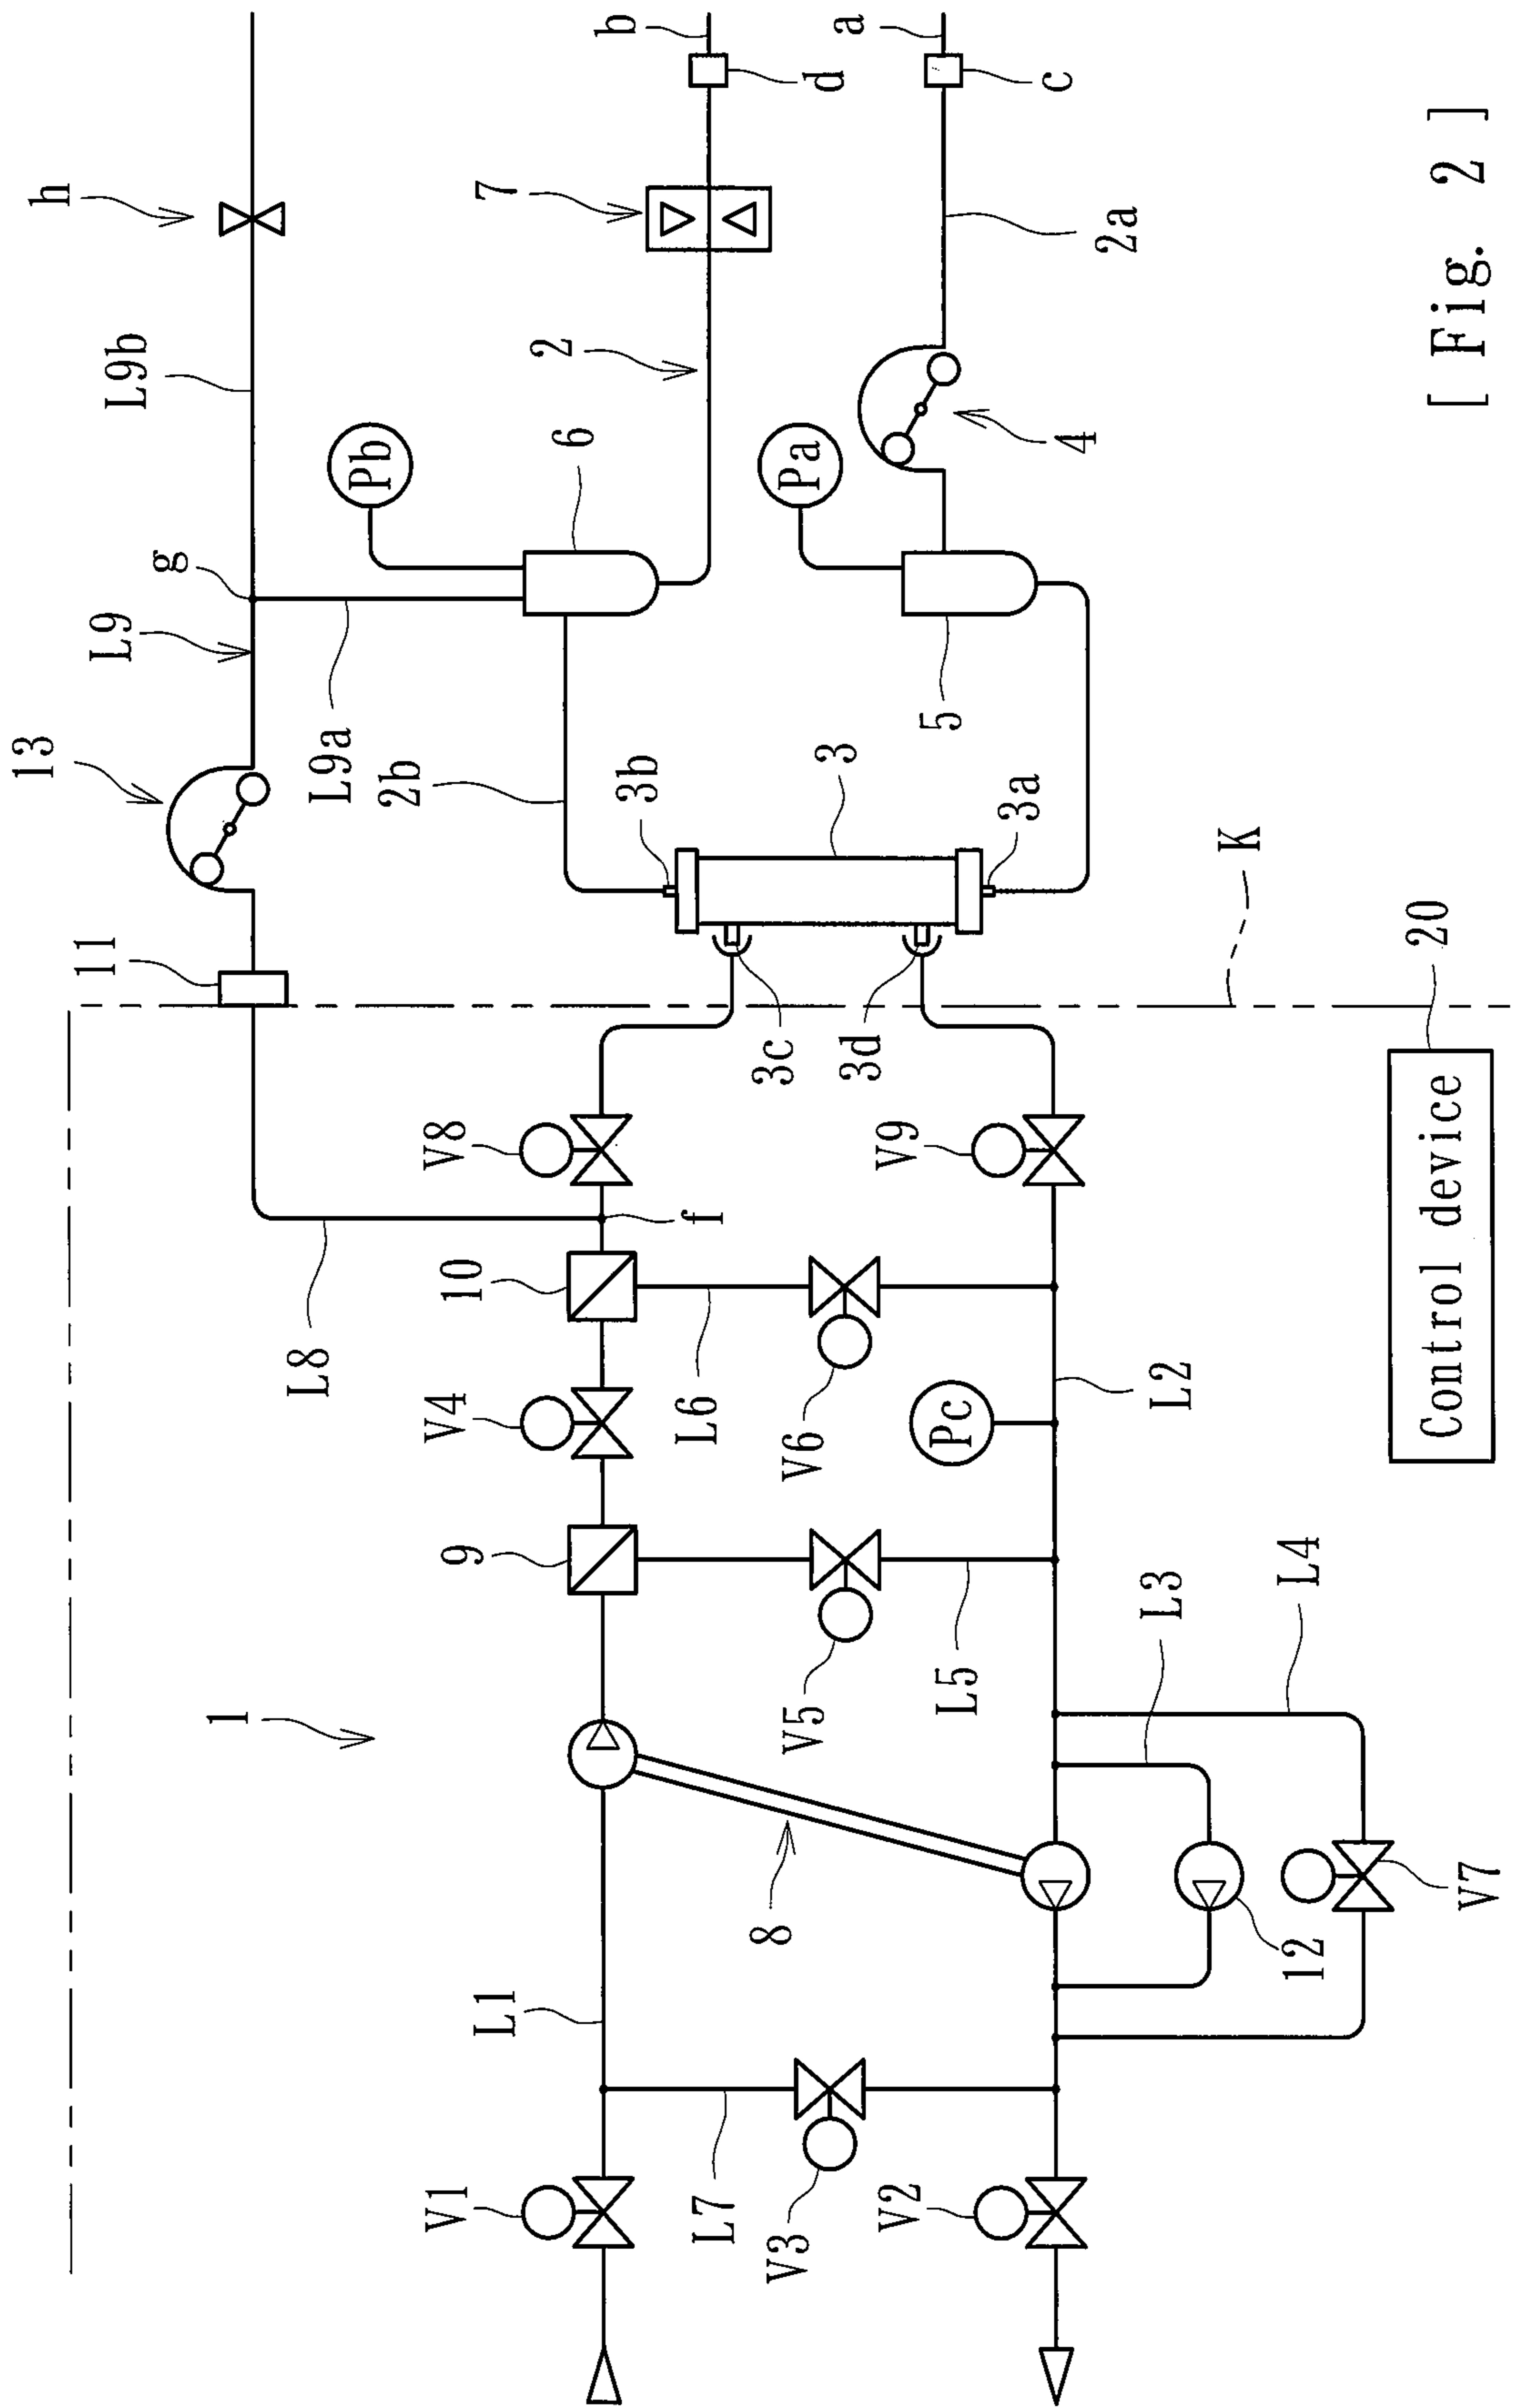 [ Fig. 2 ]
1
L8
11
13
L9
g
L9b
h
L9a
Pb
6
2
7
b
d
2b
3b
3
3a
3c
3d
5
Pa
4
2a
a
c
K
V1
L1
9
V4
10
f
V8
L7
V3
8
V5
L5
L6
V6
Pc
V9
V2
L2
L3
L4
12
V7
Control device
20